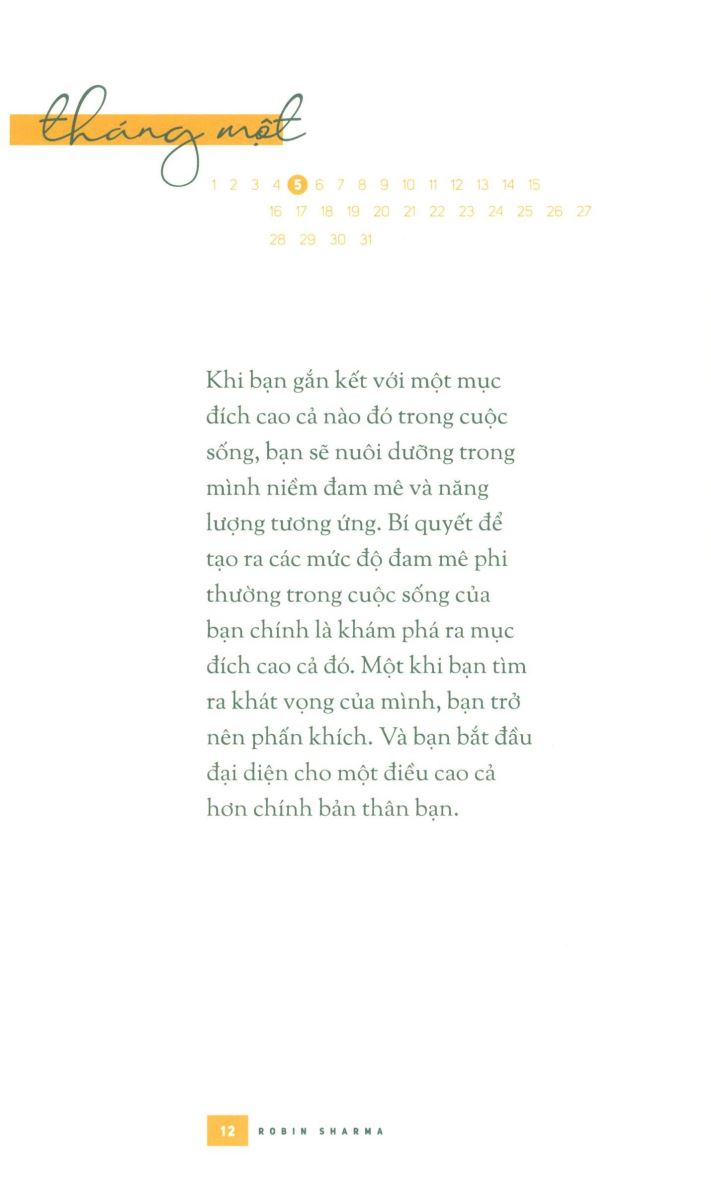 tháng một
1 2 3 4 5 6 7 8 9 10 11 12 13 14 15
16 17 18 19 20 21 22 23 24 25 26 27
28 29 30 31
Khi bạn gắn kết với một mục
đích cao cả nào đó trong cuộc
sống, bạn sẽ nuôi dưỡng trong
mình niềm đam mê và năng
lượng tương ứng. Bí quyết để
tạo ra các mức độ đam mê phi
thường trong cuộc sống của
bạn chính là khám phá ra mục
đích cao cả đó. Một khi bạn tìm
ra khát vọng của mình, bạn trở
nên phấn khích. Và bạn bắt đầu
đại diện cho một điều cao cả
hơn chính bản thân bạn.
12 ROBIN SHARMA